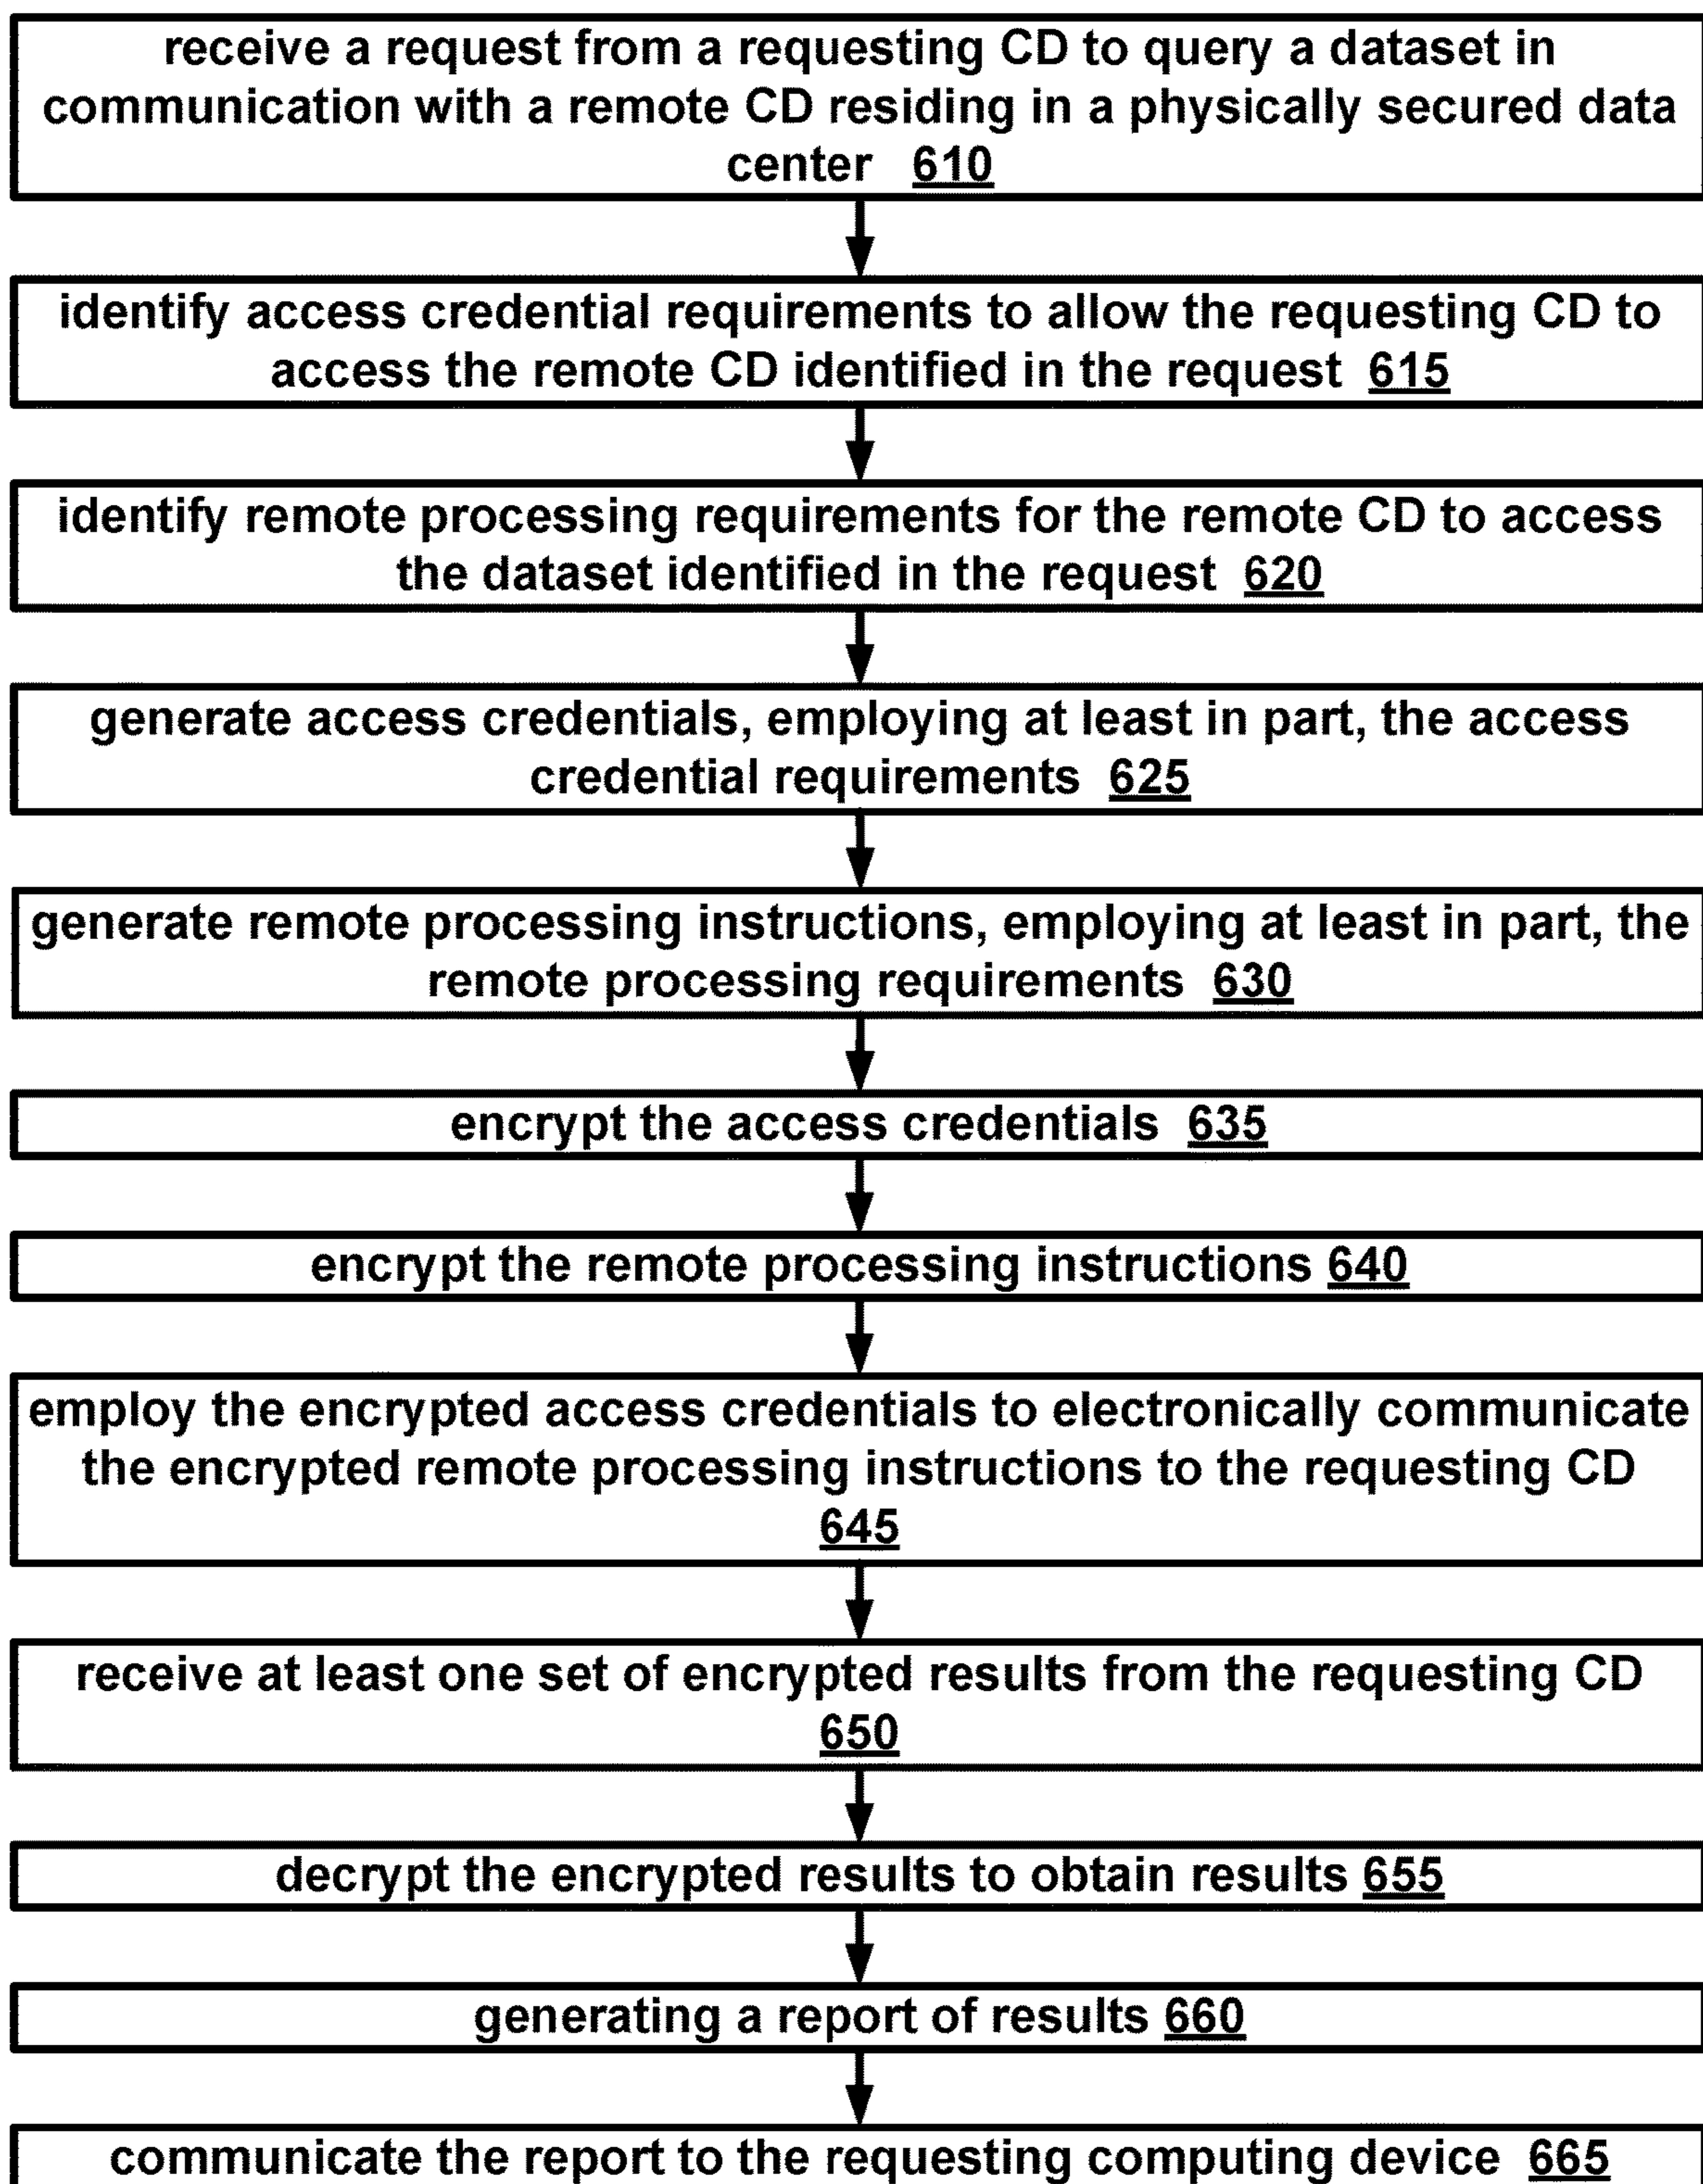 receive a request from a requesting CD to query a dataset in
communication with a remote CD residing in a physically secured data
center 610
identify access credential requirements to allow the requesting CD to
access the remote CD identified in the request 615
identify remote processing requirements for the remote CD to access
the dataset identified in the request 620
generate access credentials, employing at least in part, the access
credential requirements 625
generate remote processing instructions, employing at least in part, the
remote processing requirements 630
encrypt the access credentials 635
encrypt the remote processing instructions 640
employ the encrypted access credentials to electronically communicate
the encrypted remote processing instructions to the requesting CD
645
receive at least one set of encrypted results from the requesting CD
650
decrypt the encrypted results to obtain results 655
generating a report of results 660
communicate the report to the requesting computing device 665